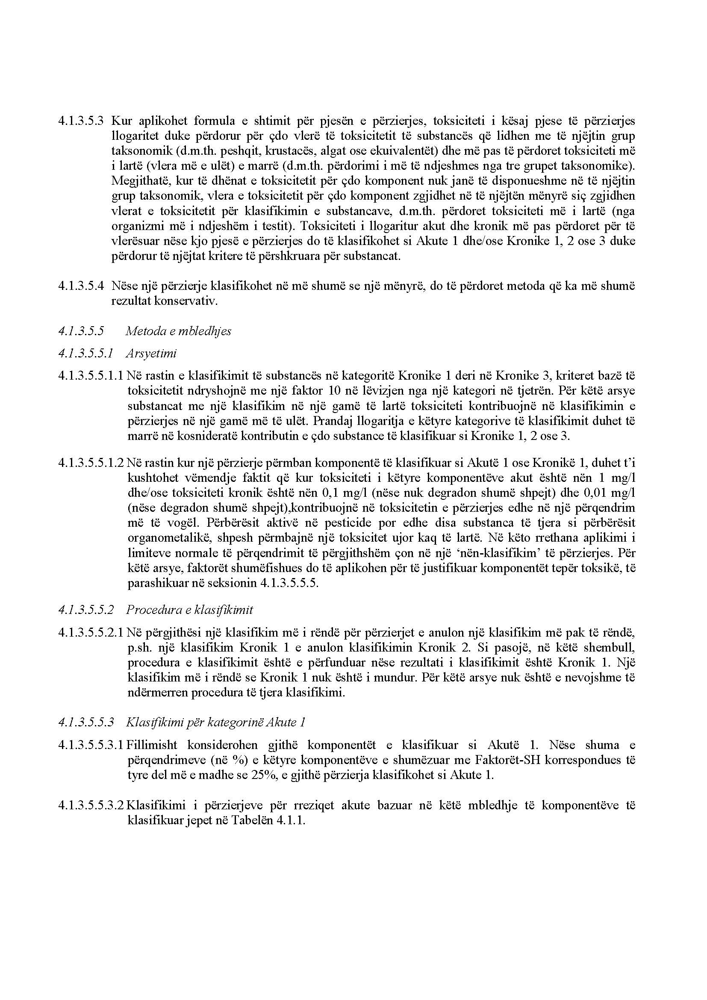 4.1.3.5.3 Kur aplikohet formula e shtimit për pjesën e përzierjes, toksiciteti i kësaj pjese të përzierjes
llogaritet duke përdorur për çdo vlerë të toksicitetit të substancës që lidhen me të njëjtin grup
taksonomik (d.m.th. peshqit, krustacës, algat ose ekuivalentët) dhe më pas të përdoret toksiciteti më
i lartë (vlera më e ulët) e marrë (d.m.th. përdorimi i më të ndjeshmes nga tre grupet taksonomike).
Megjithatë, kur të dhënat e toksicitetit për çdo komponent nuk janë të disponueshme në të njëjtin
grup taksonomik, vlera e toksicitetit për çdo komponent zgjidhet në të njëjtën mënyrë siç zgjidhen
vlerat e toksicitetit për klasifikimin e substancave, d.m.th. përdoret toksiciteti më i lartë (nga
organizmi më i ndjeshëm i testit). Toksiciteti i llogaritur akut dhe kronik më pas përdoret për të
vlerësuar nëse kjo pjesë e përzierjes do të klasifikohet si Akute 1 dhe/ose Kronike 1, 2 ose 3 duke
përdorur të njëjtat kritere të përshkruara për substancat.
4.1.3.5.4 Nëse një përzierje klasifikohet në më shumë se një mënyrë, do të përdoret metoda që ka më shumë
rezultat konservativ.
4.1.3.5.5 Metoda e mbledhjes
4.1.3.5.5.1 Arsyetimi
4.1.3.5.5.1.1 Në rastin e klasifikimit të substancës në kategoritë Kronike 1 deri në Kronike 3, kriteret bazë të
toksicitetit ndryshojnë me një faktor 10 në lëvizjen nga një kategori në tjetrën. Për këtë arsye
substancat me një klasifikim në një gamë të lartë toksiciteti kontribuojnë në klasifikimin e
përzierjes në një gamë më të ulët. Prandaj llogaritja e këtyre kategorive të klasifikimit duhet të
marrë në kosnideratë kontributin e çdo substance të klasifikuar si Kronike 1, 2 ose 3.
4.1.3.5.5.1.2 Në rastin kur një përzierje përmban komponentë të klasifikuar si Akutë 1 ose Kronikë 1, duhet t’i
kushtohet vëmendje faktit që kur toksiciteti i këtyre komponentëve akut është nën 1 mg/l
dhe/ose toksiciteti kronik është nën 0,1 mg/l (nëse nuk degradon shumë shpejt) dhe 0,01 mg/l
(nëse degradon shumë shpejt),kontribuojnë në toksicitetin e përzierjes edhe në një përqendrim
më të vogël. Përbërësit aktivë në pesticide por edhe disa substanca të tjera si përbërësit
organometalikë, shpesh përmbajnë një toksicitet ujor kaq të lartë. Në këto rrethana aplikimi i
limiteve normale të përqendrimit të përgjithshëm çon në një ‘nën-klasifikim’ të përzierjes. Për
këtë arsye, faktorët shumëfishues do të aplikohen për të justifikuar komponentët tepër toksikë, të
parashikuar në seksionin 4.1.3.5.5.5.
4.1.3.5.5.2 Procedura e klasifikimit
4.1.3.5.5.2.1 Në përgjithësi një klasifikim më i rëndë për përzierjet e anulon një klasifikim më pak të rëndë,
p.sh. një klasifikim Kronik 1 e anulon klasifikimin Kronik 2. Si pasojë, në këtë shembull,
procedura e klasifikimit është e përfunduar nëse rezultati i klasifikimit është Kronik 1. Një
klasifikim më i rëndë se Kronik 1 nuk është i mundur. Për këtë arsye nuk është e nevojshme të
ndërmerren procedura të tjera klasifikimi.
4.1.3.5.5.3 Klasifikimi për kategorinë Akute 1
4.1.3.5.5.3.1 Fillimisht konsiderohen gjithë komponentët e klasifikuar si Akutë 1. Nëse shuma e
përqendrimeve (në %) e këtyre komponentëve e shumëzuar me Faktorët-SH korrespondues të
tyre del më e madhe se 25%, e gjithë përzierja klasifikohet si Akute 1.
4.1.3.5.5.3.2 Klasifikimi i përzierjeve për rreziqet akute bazuar në këtë mbledhje të komponentëve të
klasifikuar jepet në Tabelën 4.1.1.